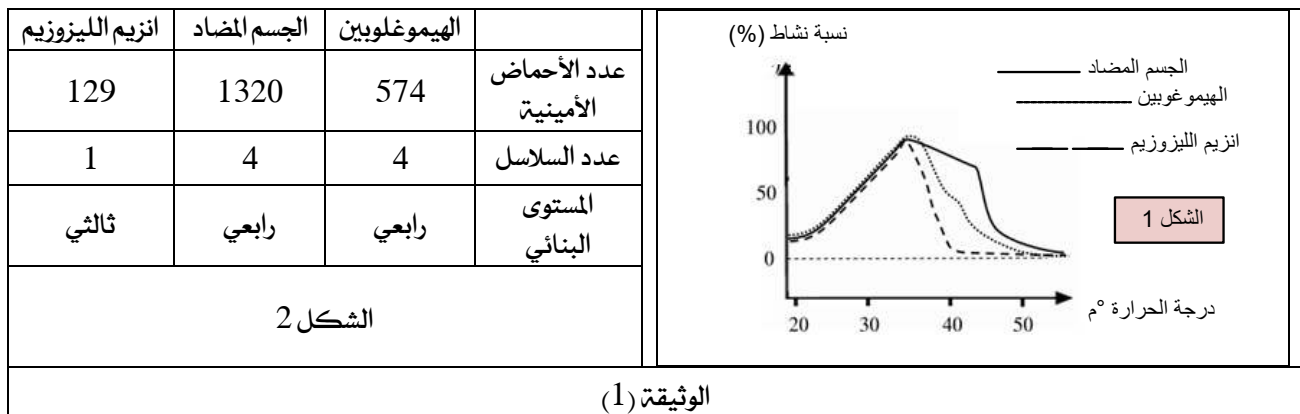 الهيموغلوبين الجسم المضاد انزيم الليزوزيم
عدد الأحماض الأمينية 574 1320 129
عدد السلاسل 4 4 1
المستوى البنائي رابعي رابعي ثالثي
الشكل 2
نسبة نشاط (%)
الجسم المضاد
الهيموغوبين
انزيم الليزوزيم
الشكل 1
100
50
0
20 30 40 50
درجة الحرارة °م
الوثيقة (1)